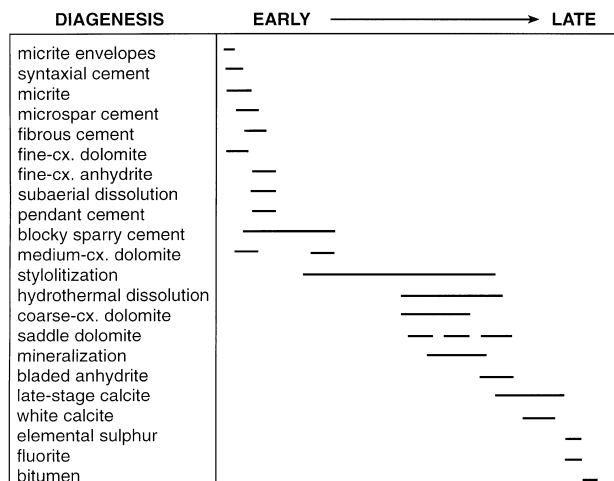 DIAGENESIS EARLY LATE
micrite envelopes
syntaxial cement
micrite
microspar cement
fibrous cement
fine-cx. dolomite
fine-cx. anhydrite
subaerial dissolution
pendant cement
blocky sparry cement
medium-cx. dolomite
stylolitization
hydrothermal dissolution
coarse-cx. dolomite
saddle dolomite
mineralization
bladed anhydrite
late-stage calcite
white calcite
elemental sulphur
fluorite
bitumen